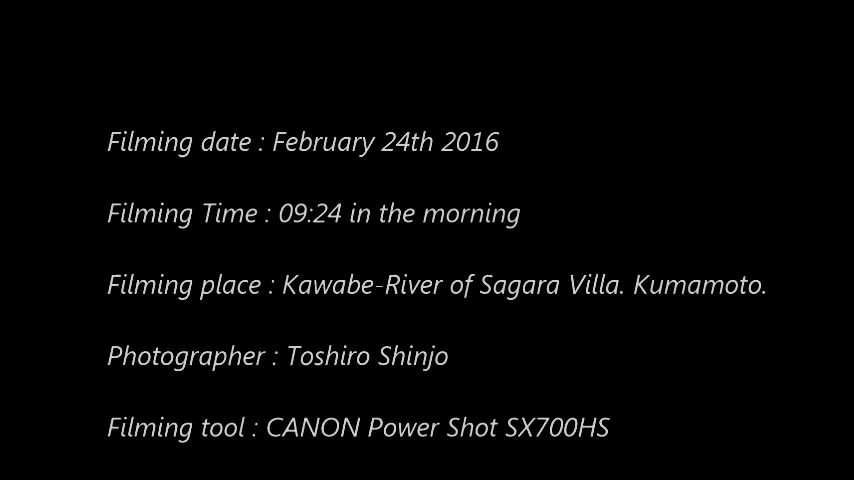 Filming date : February 24th 2016
Filming Time : 09:24 in the morning
Filming place : Kawabe-River of Sagara Villa. Kumamoto.
Photographer : Toshiro Shinjo
Filming tool : CANON Power Shot SX700HS